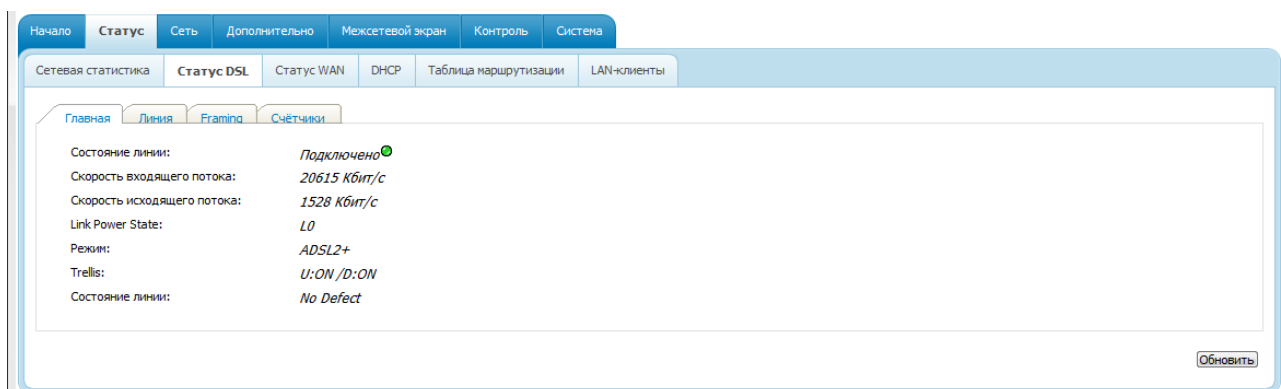 Начало Статус Сеть Дополнительно Межсетевой экран Контроль Система
Сетевая статистика Статус DSL Статус WAN DHCP Таблица маршрутизации LAN-клиенты
Главная Линия Framing Счётчики
Состояние линии: Подключено
Скорость входящего потока: 20615 Кбит/с
Скорость исходящего потока: 1528 Кбит/с
Link Power State: L0
Режим: ADSL2+
Trellis: U:ON /D:ON
Состояние линии: No Defect
Обновить